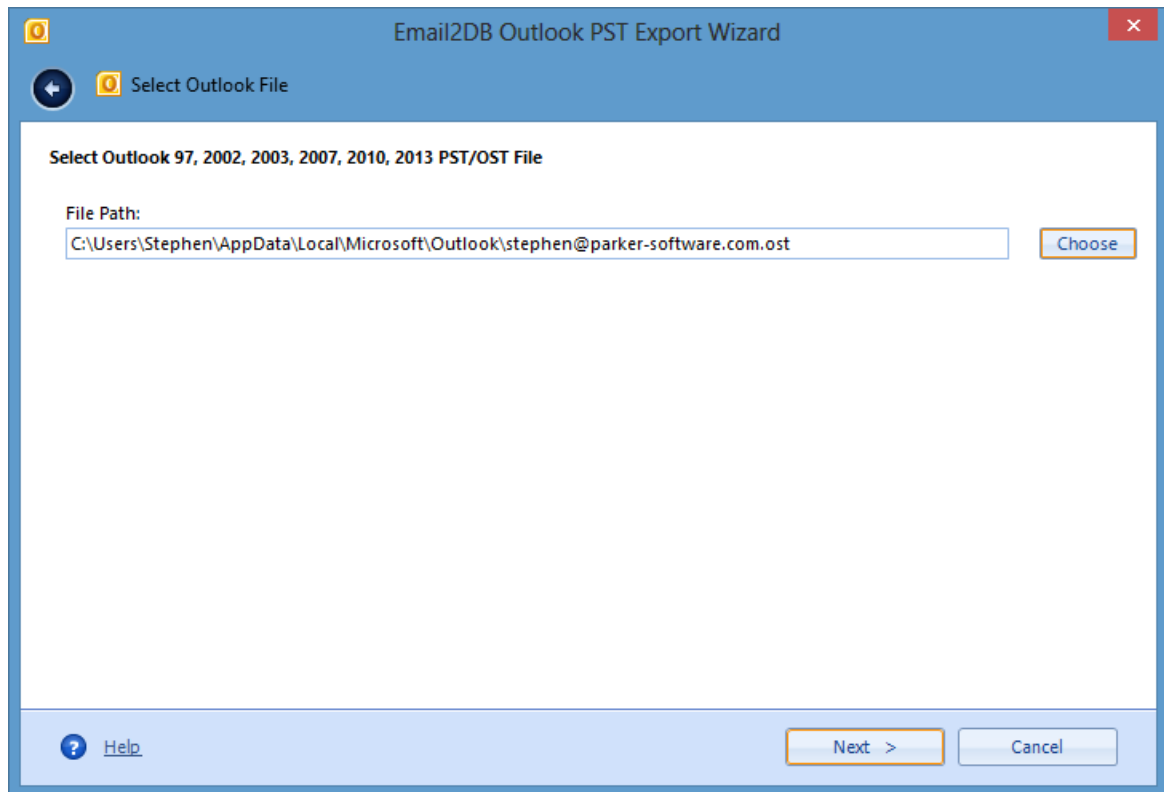 Email2DB Outlook PST Export Wizard
Select Outlook File
Select Outlook 97, 2002, 2003, 2007, 2010, 2013 PST/OST File
File Path:
C:\Users\Stephen\AppData\Local\Microsoft\Outlook\stephen@parker-software.com.ost
Choose
Help
Next >
Cancel